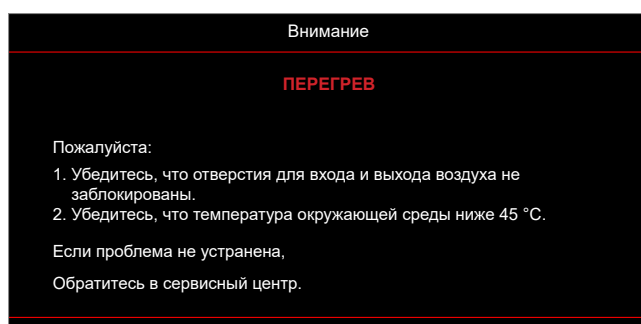 Внимание
ПЕРЕГРЕВ
Пожалуйста:
1. Убедитесь, что отверстия для входа и выхода воздуха не
заблокированы.
2. Убедитесь, что температура окружающей среды ниже 45 °C.
Если проблема не устранена,
Обратитесь в сервисный центр.